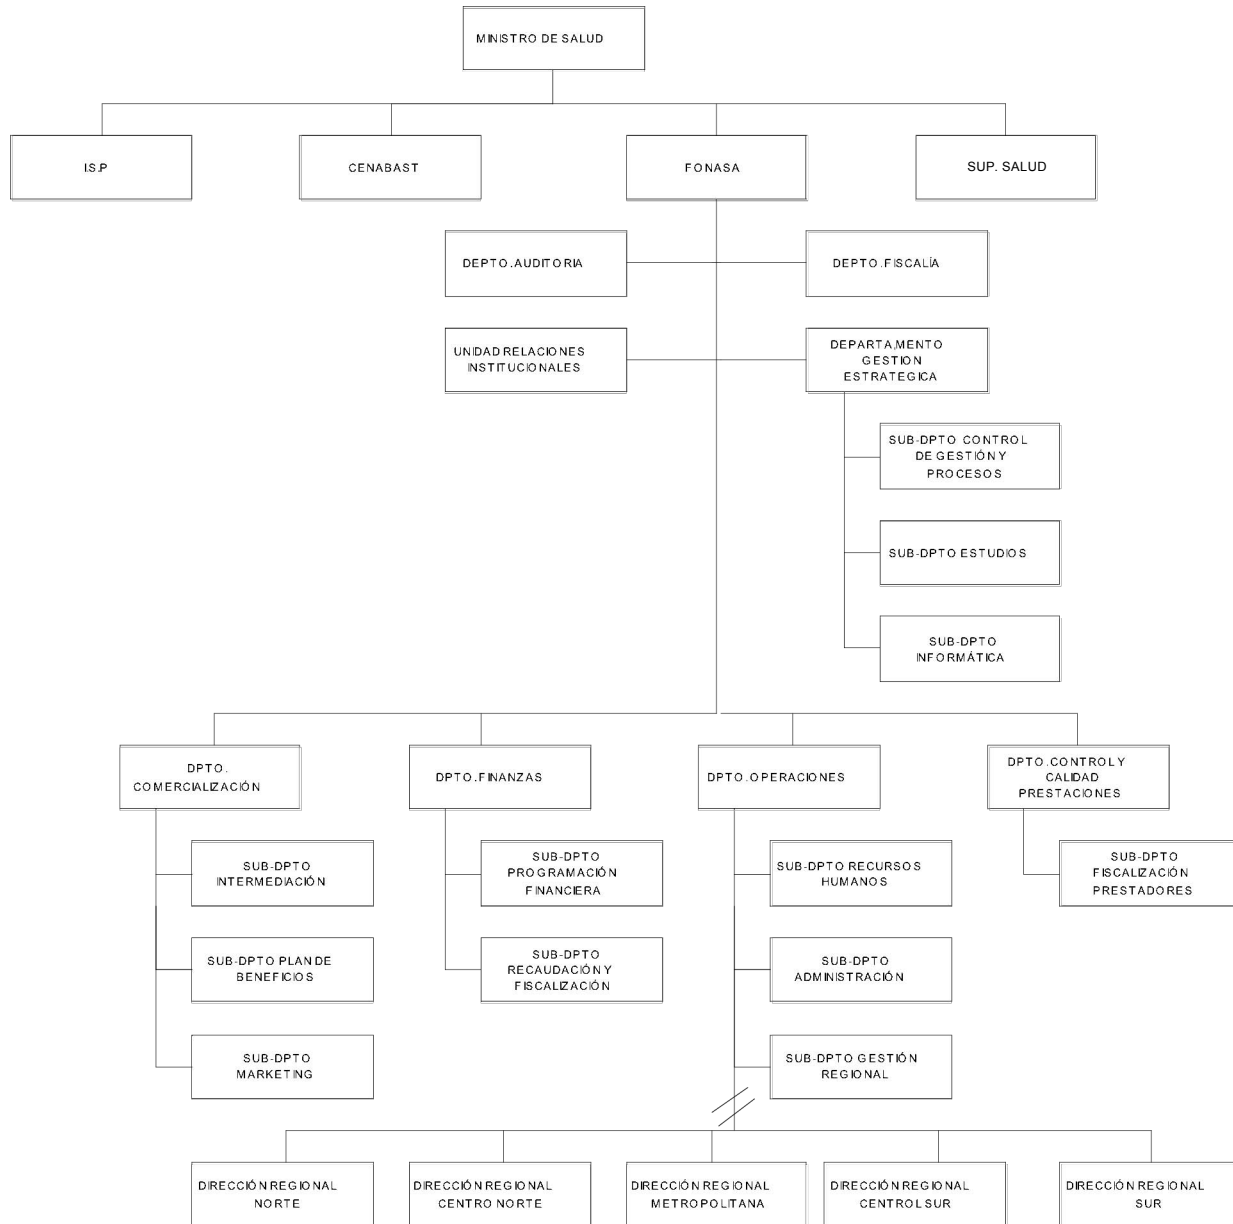 MINISTRO DE SALUD
I.S.P
CENABAST
FONASA
SUP. SALUD
DEPTO. AUDITORIA
DEPTO. FISCALÍA
UNIDAD RELACIONES
INSTITUCIONALES
DEPARTA,MENTO
GESTION
ESTRATEGICA
SUB-DPTO CONTROL
DE GESTIÓN Y
PROCESOS
SUB-DPTO ESTUDIOS
SUB-DPTO
INFORMÁTICA
DPTO.
COMERCIALIZACIÓN
DPTO. FINANZAS
DPTO. OPERACIONES
DPTO. CONTROL Y
CALIDAD
PRESTACIONES
SUB-DPTO
INTERMEDIACIÓN
SUB-DPTO
PROGRAMACIÓN
FINANCIERA
SUB-DPTO RECURSOS
HUMANOS
SUB-DPTO
FISCALIZACIÓN
PRESTADORES
SUB-DPTO PLAN DE
BENEFICIOS
SUB-DPTO
RECAUDACIÓN Y
FISCALIZACIÓN
SUB-DPTO
ADMINISTRACIÓN
SUB-DPTO
MARKETING
SUB-DPTO GESTIÓN
REGIONAL
DIRECCIÓN REGIONAL
NORTE
DIRECCIÓN REGIONAL
CENTRO NORTE
DIRECCIÓN REGIONAL
METROPOLITANA
DIRECCIÓN REGIONAL
CENTROL SUR
DIRECCIÓN REGIONAL
SUR